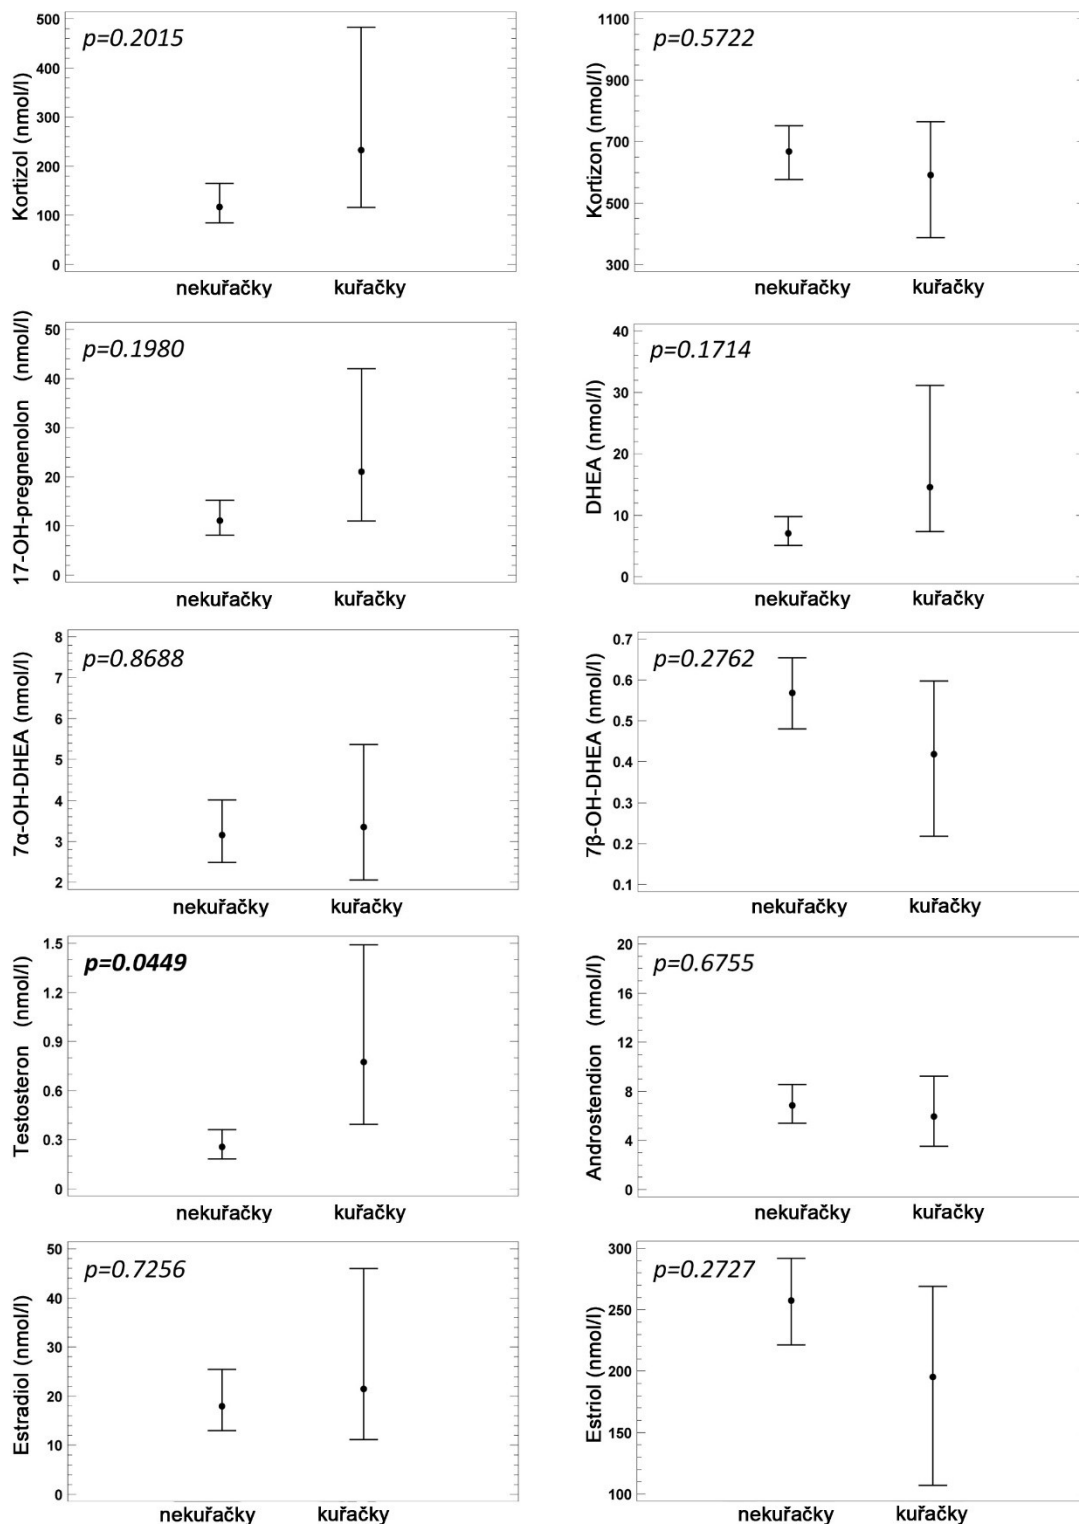 p=0.2015
Kortizol (nmol/l)
500
400
300
200
100
0
nekuřačky kuřačky
p=0.5722
Kortizon (nmol/l)
1100
900
700
500
300
nekuřačky kuřačky
p=0.1980
17-OH-pregnenolon (nmol/l)
50
40
30
20
10
0
nekuřačky kuřačky
p=0.1714
DHEA (nmol/l)
40
30
20
10
0
nekuřačky kuřačky
p=0.8688
7α-OH-DHEA (nmol/l)
8
7
6
5
4
3
2
nekuřačky kuřačky
p=0.2762
7β-OH-DHEA (nmol/l)
0.7
0.6
0.5
0.4
0.3
0.2
0.1
nekuřačky kuřačky
p=0.0449
Testosteron (nmol/l)
1.5
1.2
0.9
0.6
0.3
0
nekuřačky kuřačky
p=0.6755
Androstendion (nmol/l)
20
16
12
8
4
0
nekuřačky kuřačky
p=0.7256
Estradiol (nmol/l)
50
40
30
20
10
0
nekuřačky kuřačky
p=0.2727
Estriol (nmol/l)
300
250
200
150
100
nekuřačky kuřačky